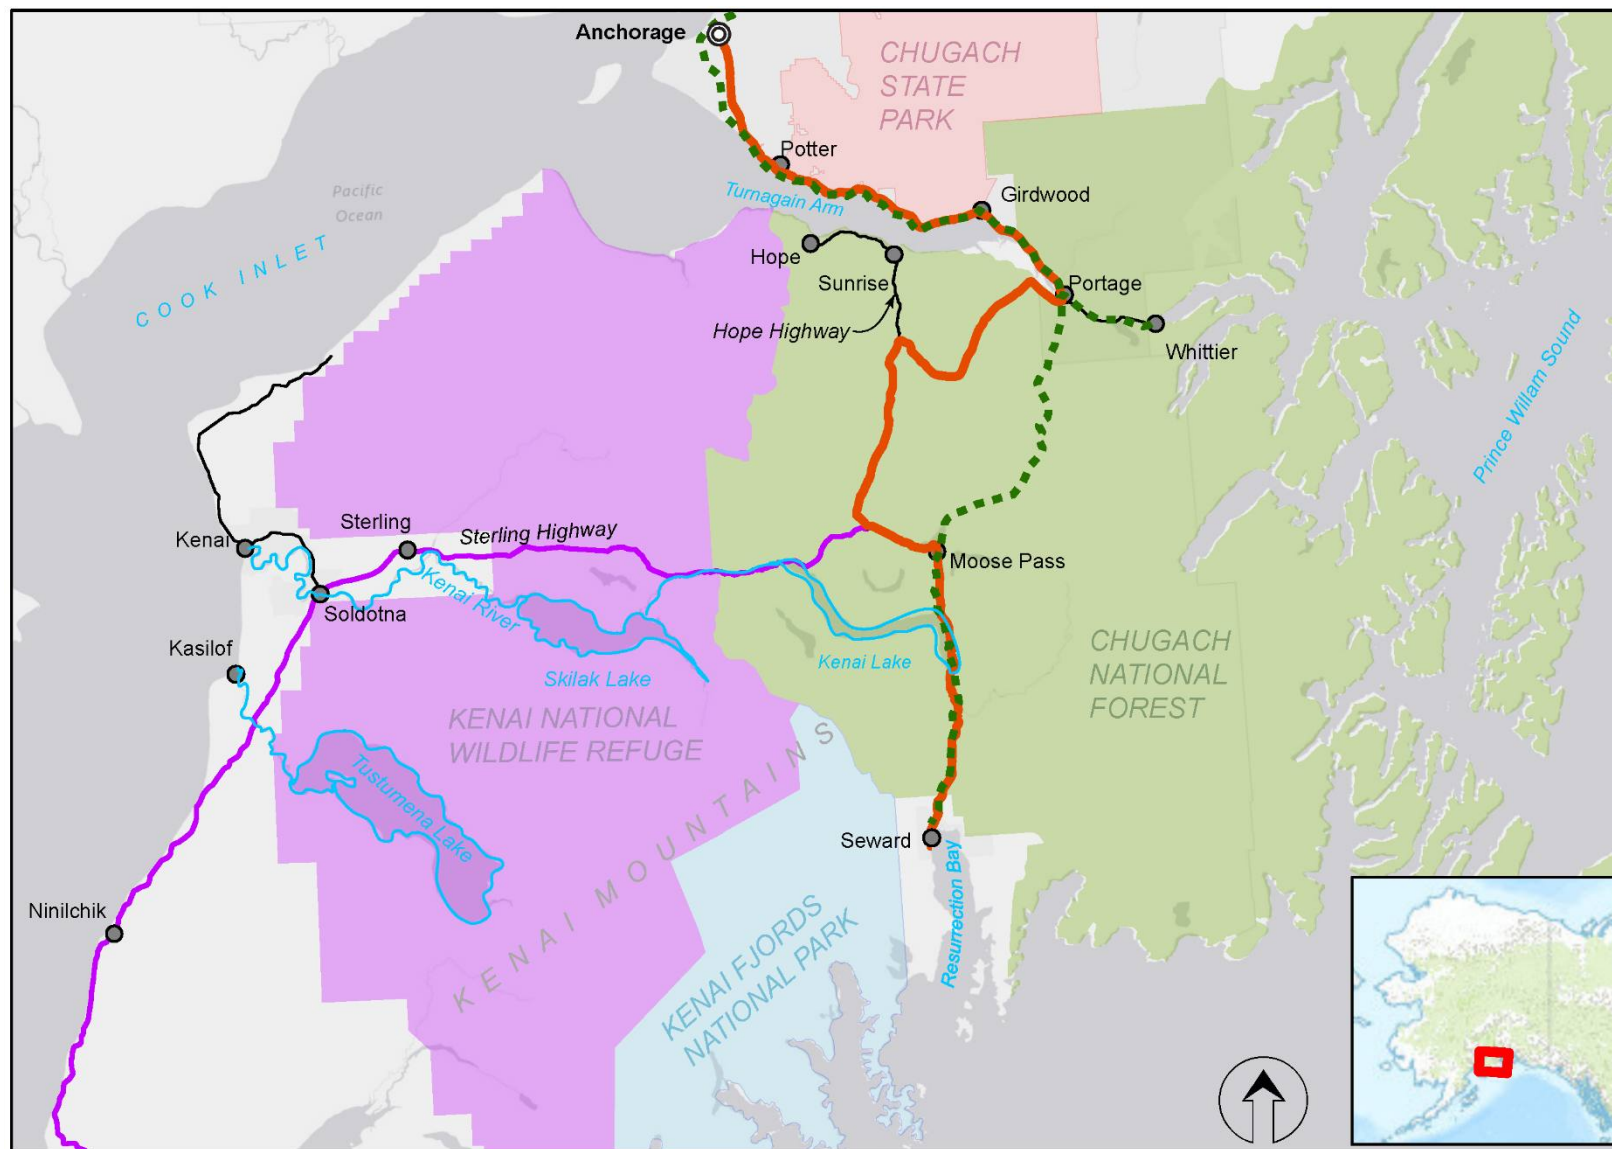 Anchorage
CHUGACH
STATE
PARK
Potter
Turnagain Arm
Girdwood
Pacific
Ocean
COOK INLET
Hope
Sunrise
Hope Highway
Portage
Whittier
Prince Willam Sound
Kenai
Sterling
Sterling Highway
Moose Pass
Soldotna
Kenai River
Kasilof
Skilak Lake
Kenai Lake
CHUGACH
NATIONAL
FOREST
KENAI NATIONAL
WILDLIFE REFUGE
Tustumena Lake
KENAI MOUNTAINS
Seward
Resurrection Bay
Ninilchik
KENAI FJORDS
NATIONAL PARK